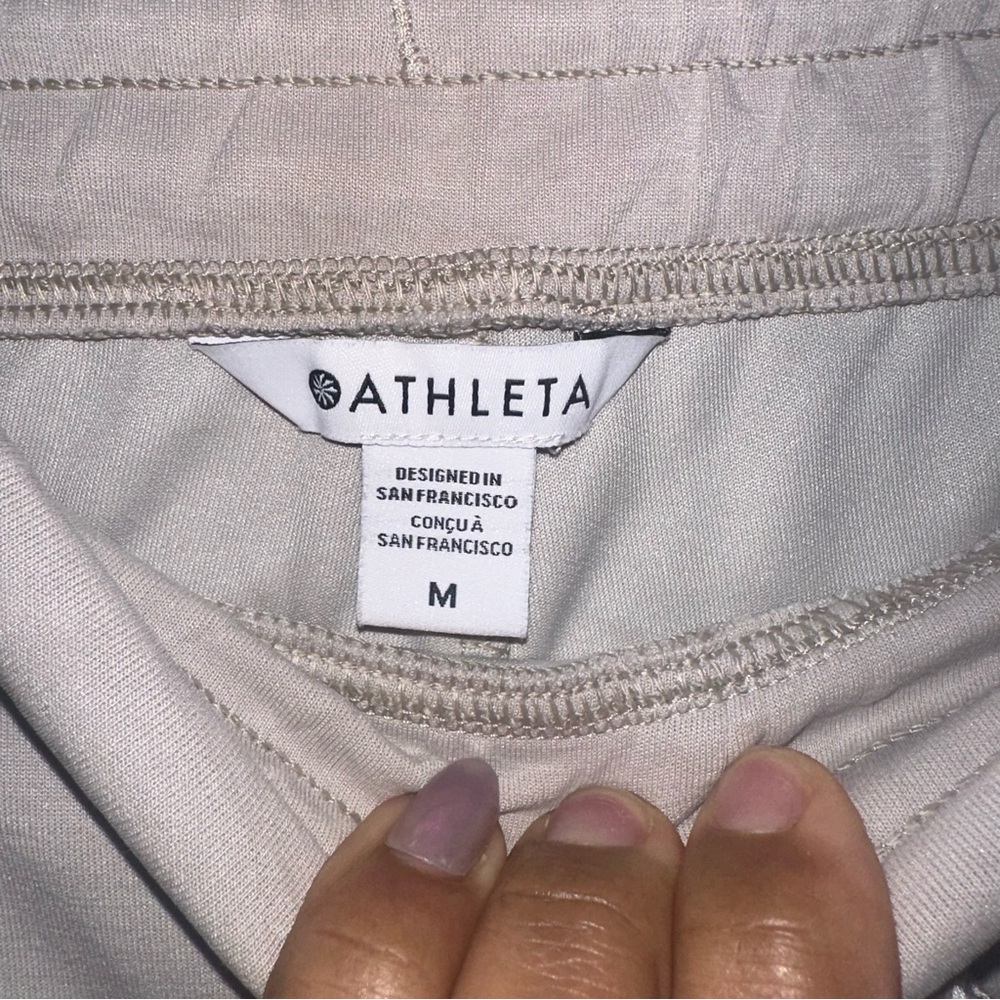 ATHLETA
DESIGNED IN
SAN FRANCISCO
CONÇU À
SAN FRANCISCO
M